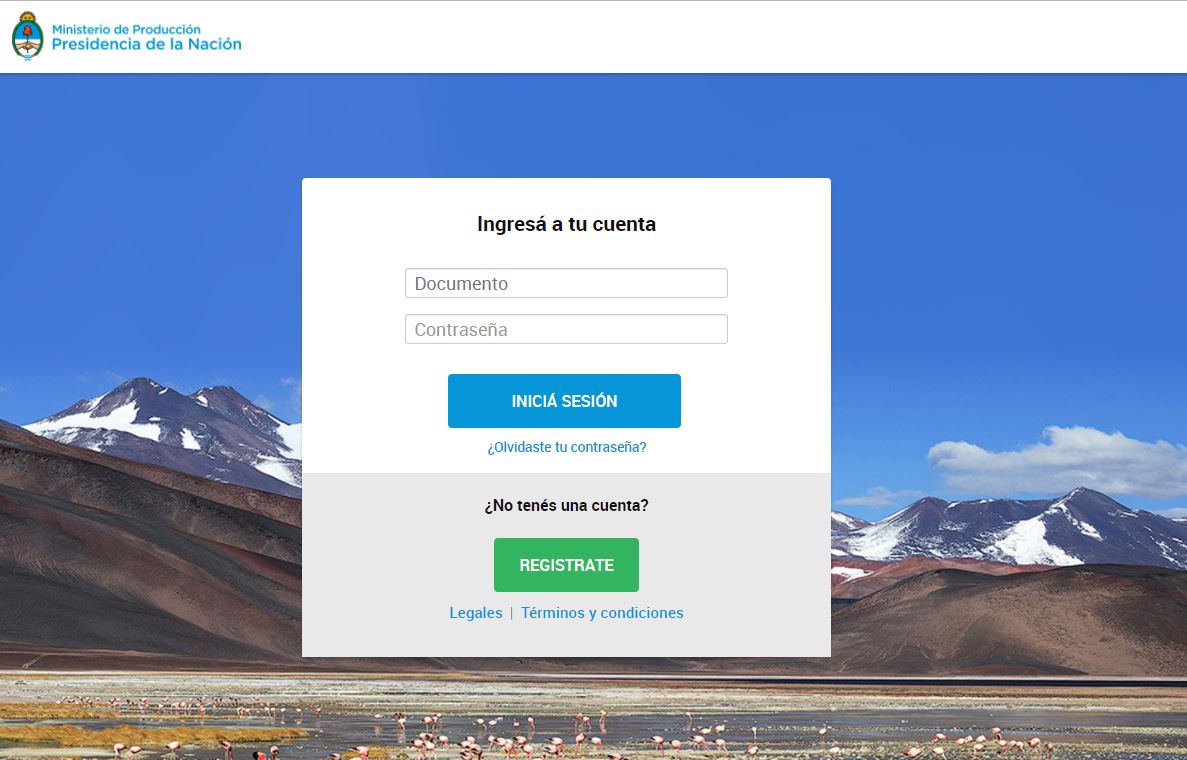 Ministerio de Producción
Presidencia de la Nación
Ingresá a tu cuenta
Documento
Contraseña
INICIÁ SESIÓN
¿Olvidaste tu contraseña?
¿No tenés una cuenta?
REGISTRATE
Legales | Términos y condiciones